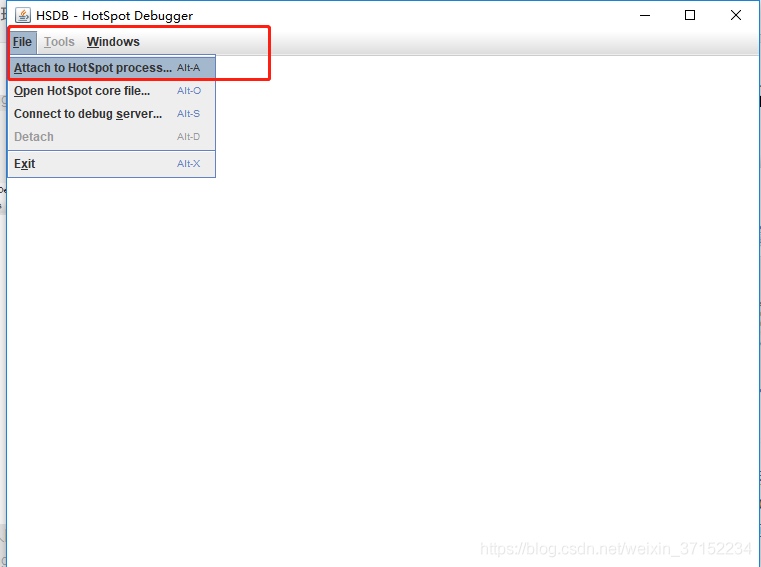 HSDB - HotSpot Debugger
File Tools Windows
Attach to HotSpot process... Alt-A
Open HotSpot core file... Alt-O
Connect to debug server... Alt-S
Detach Alt-D
Exit Alt-X
https://blog.csdn.net/weixin_37152234